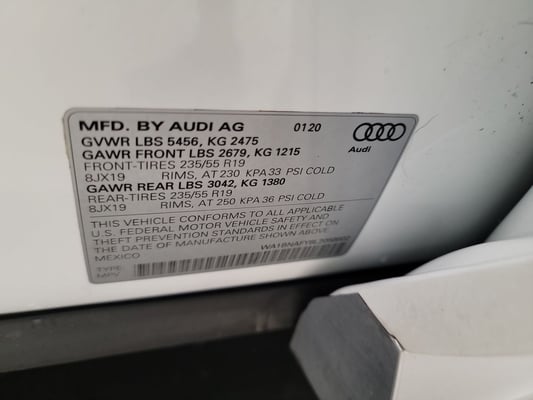 MFD. BY AUDI AG 0120
Audi
GVWR LBS 5456, KG 2475
GAWR FRONT LBS 2679, KG 1215
FRONT-TIRES 235/55 R19
8JX19 RIMS, AT 230 KPA 33 PSI COLD
GAWR REAR LBS 3042, KG 1380
REAR-TIRES 235/55 R19
8JX19 RIMS, AT 250 KPA 36 PSI COLD
THIS VEHICLE CONFORMS TO ALL APPLICABLE
U.S. FEDERAL MOTOR VEHICLE SAFETY AND
THEFT PREVENTION STANDARDS IN EFFECT ON
THE DATE OF MANUFACTURE SHOWN ABOVE.
MEXICO
TYPE:
MPV